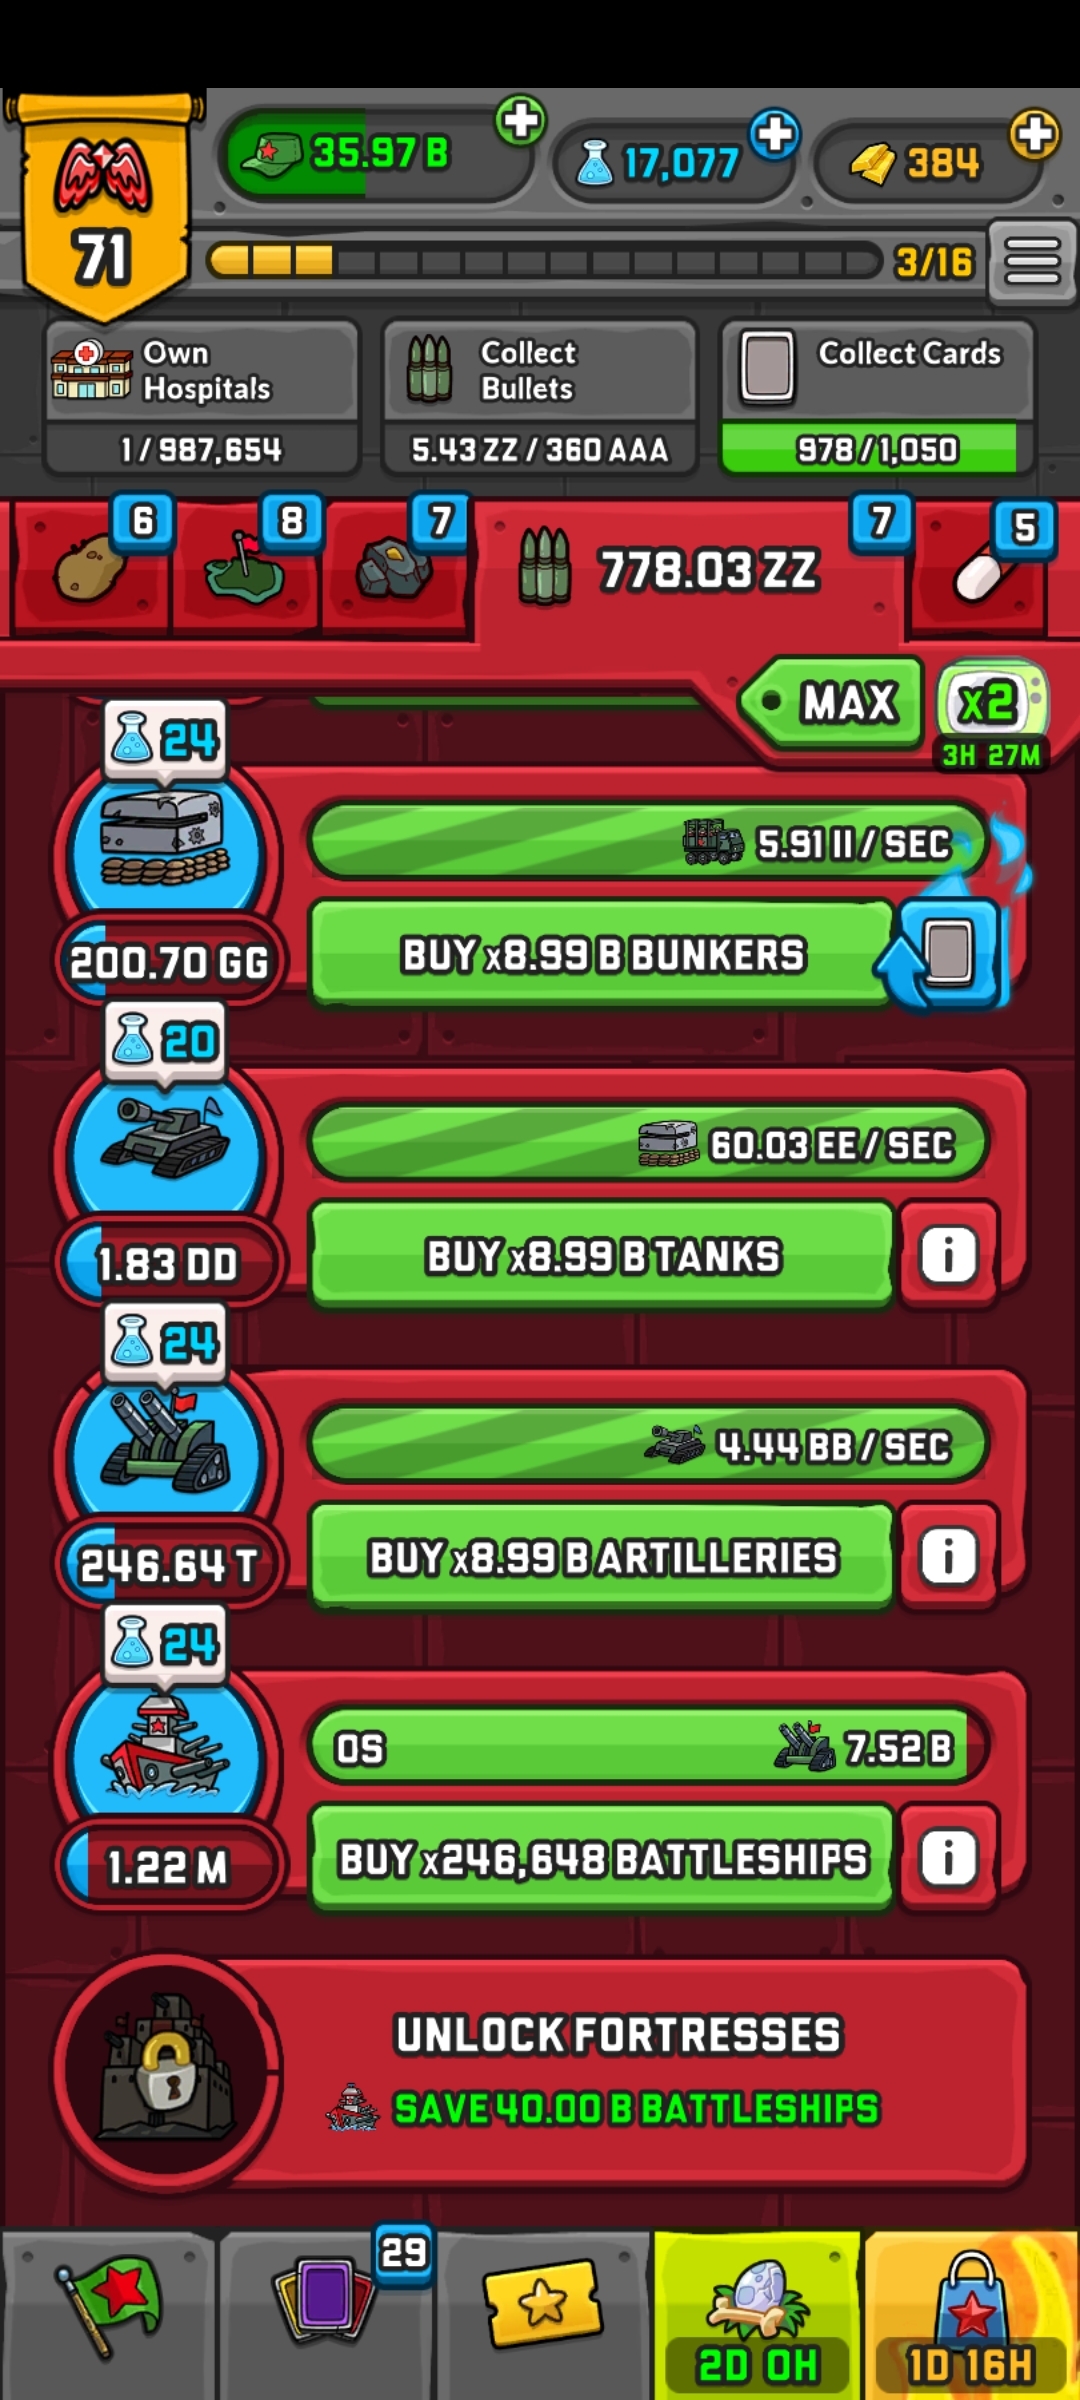 35.97 B
17,077
384
71
3/16
Own
Hospitals
1/987,654
Collect
Bullets
5.43 ZZ / 360 AAA
Collect Cards
978/1,050
6
8
7
778.03 ZZ
7
5
MAX
x2
3H 27M
24
5.91 II / SEC
200.70 GG
BUY x8.99 B BUNKERS
20
60.03 EE / SEC
1.83 DD
BUY x8.99 B TANKS
i
24
4.44 BB / SEC
246.64 T
BUY x8.99 B ARTILLERIES
i
24
0S
7.52 B
1.22 M
BUY x246,648 BATTLESHIPS
i
UNLOCK FORTRESSES
SAVE 40.00 B BATTLESHIPS
29
2D 0H
1D 16H